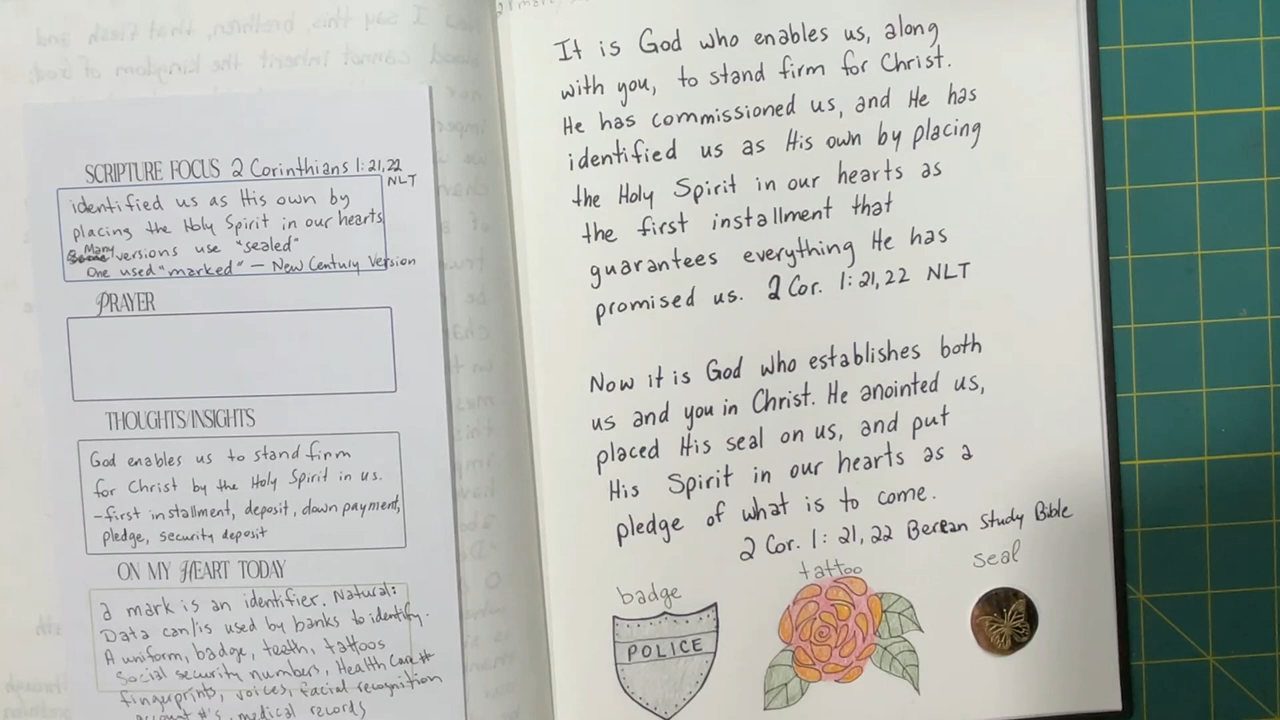 SCRIPTURE FOCUS 2 Corinthians 1:21,22
NLT
identified us as His own by
placing the Holy Spirit in our hearts
Many
versions use "sealed"
One used "marked" – New Century Version
PRAYER
THOUGHTS/INSIGHTS
God enables us to stand firm
for Christ by the Holy Spirit in us.
-first installment, deposit, down payment,
pledge, security deposit
ON MY HEART TODAY
a mark is an identifier. Natural:
Data can/is used by banks to identify.
A uniform, badge, teeth, tattoos
Social security numbers, Health Care #
fingerprints, voices, facial recognition
account #'s, medical records
It is God who enables us, along
with you, to stand firm for Christ.
He has commissioned us, and He has
identified us as His own by placing
the Holy Spirit in our hearts as
the first installment that
guarantees everything He has
promised us. 2 Cor. 1:21,22 NLT
Now it is God who establishes both
us and you in Christ. He anointed us,
placed His seal on us, and put
His Spirit in our hearts as a
pledge of what is to come.
2 Cor. 1:21,22 Berean Study Bible
badge
tattoo
seal
POLICE